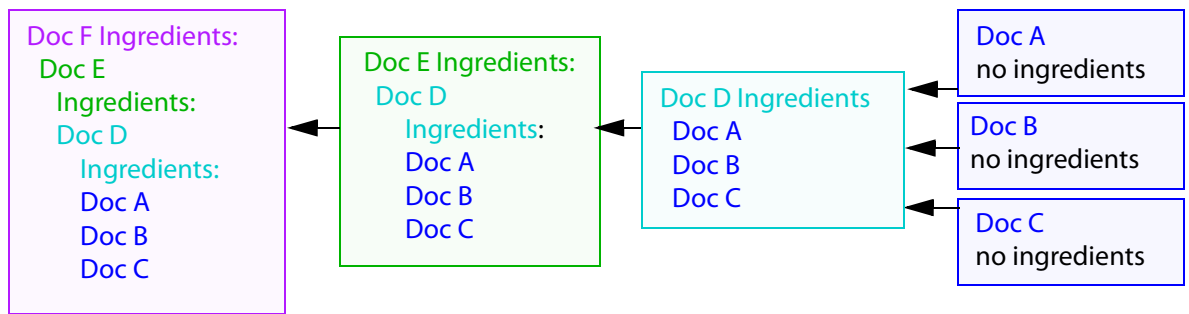 Doc F Ingredients:
Doc E
Ingredients:
Doc D
Ingredients:
Doc A
Doc B
Doc C
Doc E Ingredients:
Doc D
Ingredients:
Doc A
Doc B
Doc C
Doc D Ingredients
Doc A
Doc B
Doc C
Doc A
no ingredients
Doc B
no ingredients
Doc C
no ingredients